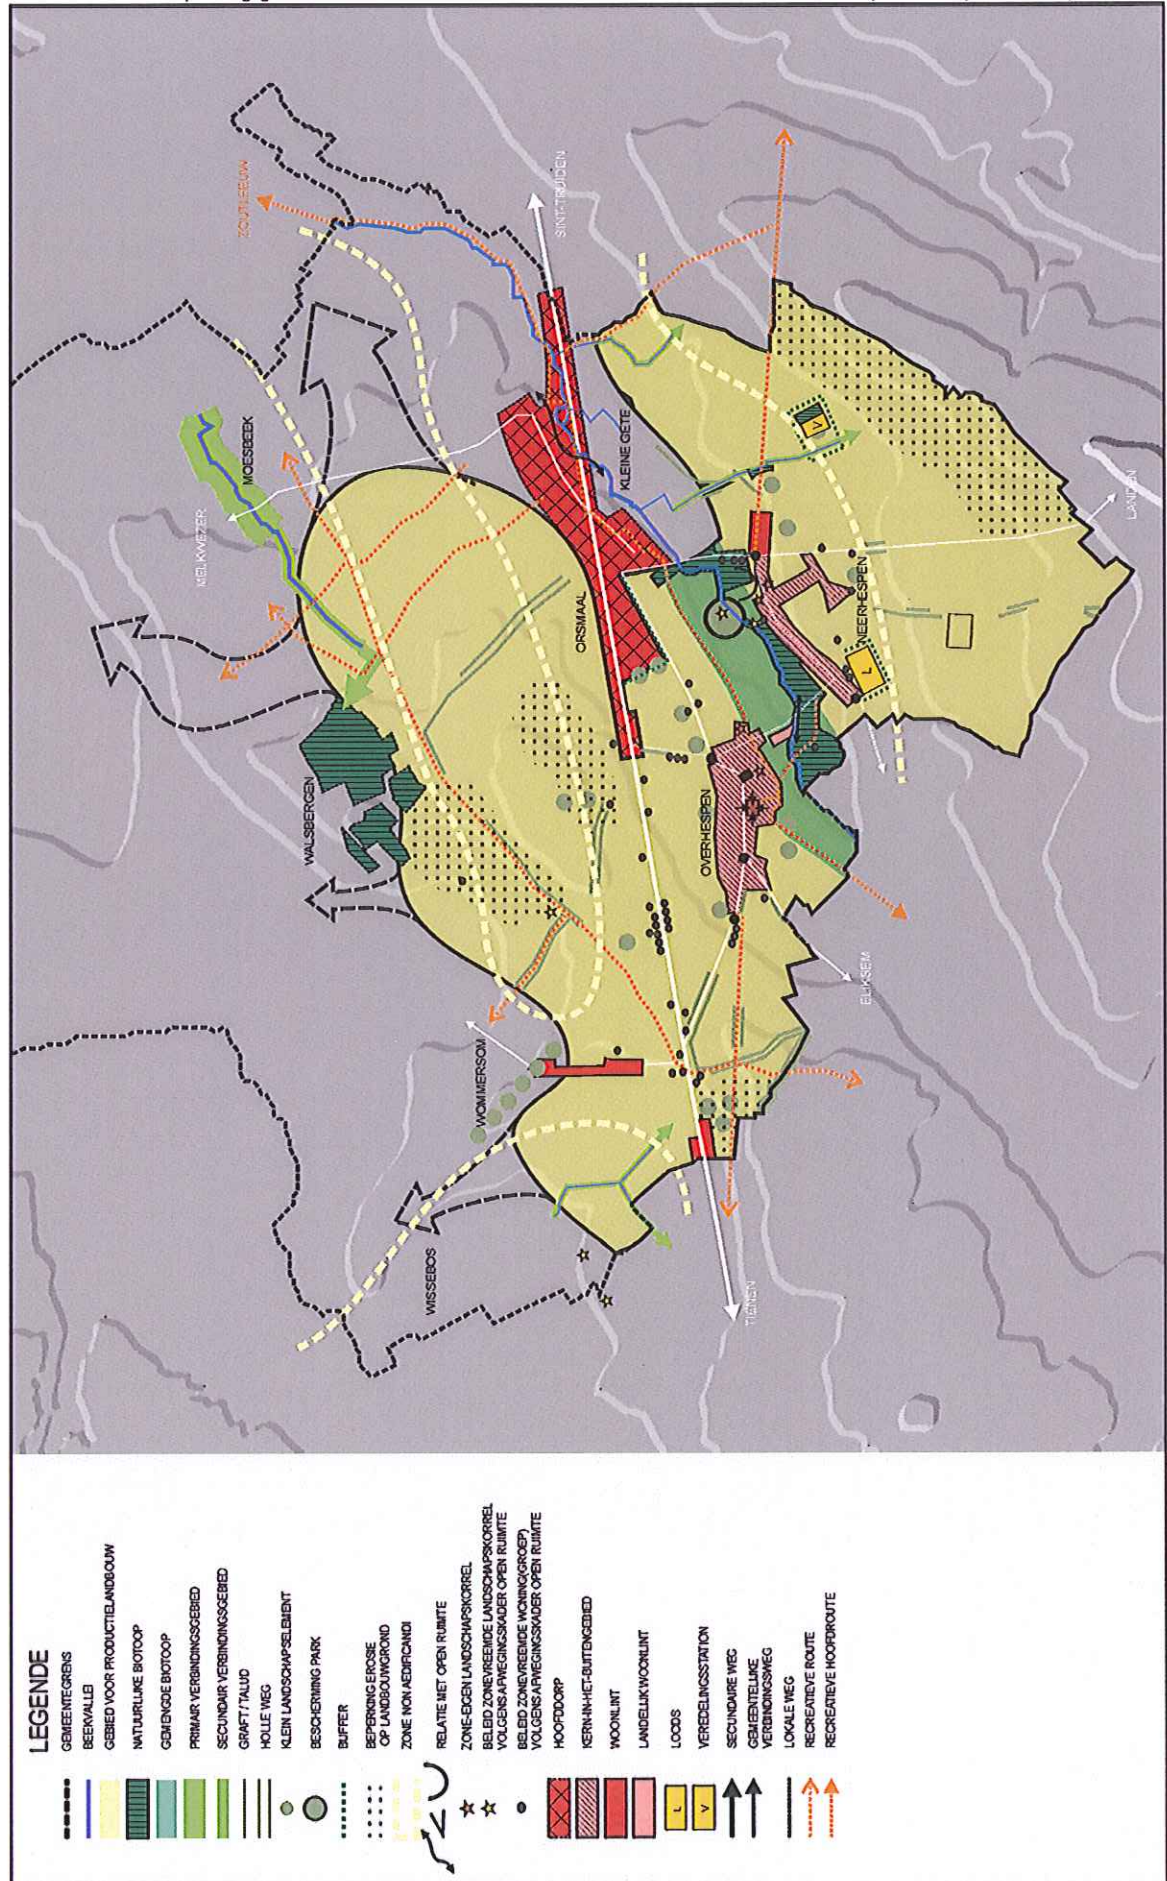 LEGENDE
GEMEENTEGRENS
BEEKVALLEI
GEBIED VOOR PRODUCTIELANDBOUW
NATUURLIJKE BIOTOOP
GEMENGDE BIOTOOP
PRIMAIR VERBINDINGSGEBIED
SECUNDAIR VERBINDINGSGEBIED
GRAFT / TALUD
HOLLE WEG
KLEIN LANDSCHAPSELEMENT
BESCHERMING PARK
BUFFER
BEPERKING EROSIE
OP LANDBOUWGROND
ZONE NON AEDIFICANDI
RELATIE MET OPEN RUIMTE
ZONE-EIGEN LANDSCHAPSKORREL
BELEID ZONEVREEMDE LANDSCHAPSKORREL
VOLGENS AFWEGINGSKADER OPEN RUIMTE
BELEID ZONEVREEMDE WONING(GROEP)
VOLGENS AFWEGINGSKADER OPEN RUIMTE
HOOFDDORP
KERN-IN-HET-BUITENGEBIED
WOONLINT
LANDELIJK WOONLINT
L
LOODS
V
VEREDELINGSSTATION
SECUNDAIRE WEG
GEMEENTELIJKE
VERBINDINGSWEG
LOKALE WEG
RECREATIEVE ROUTE
RECREATIEVE HOOFDROUTE
ZOUTLEEUW
SINT-TRUIDEN
MOESBEEK
MELKWEZER
KLEINE GETE
ORSMAAL
WALSBERGEN
V
LANDEN
NEERHESPEN
L
OVERHESPEN
ELIKSEM
WOMMERSOM
WISSEBOS
TIENEN